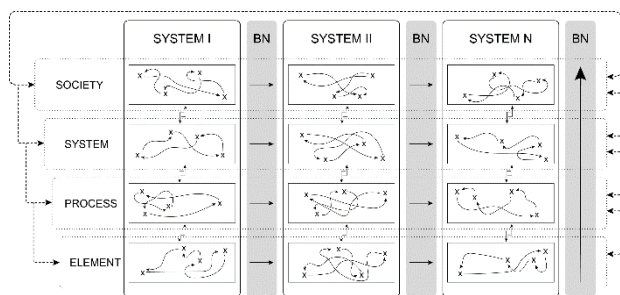 SYSTEM I BN SYSTEM II BN SYSTEM N BN
SOCIETY
SYSTEM
PROCESS
ELEMENT